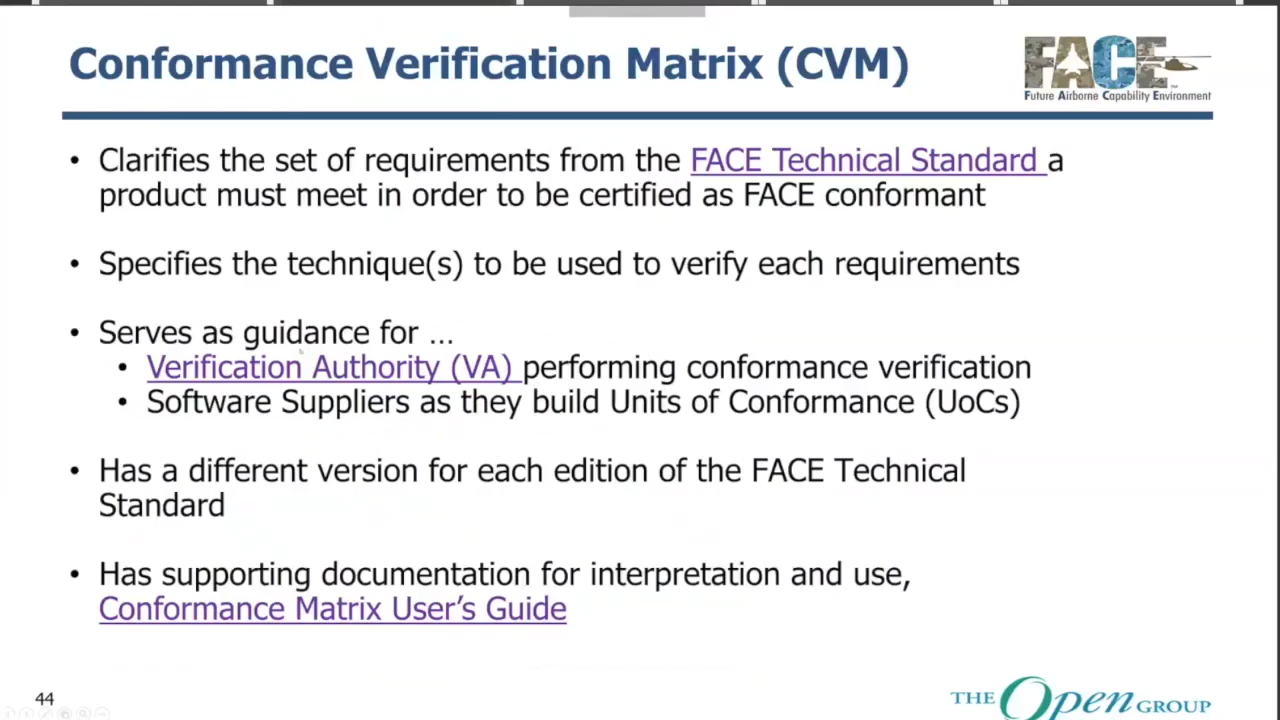 Conformance Verification Matrix (CVM)
FACE
Future Airborne Capability Environment
• Clarifies the set of requirements from the FACE Technical Standard a
product must meet in order to be certified as FACE conformant
• Specifies the technique(s) to be used to verify each requirements
• Serves as guidance for ...
• Verification Authority (VA) performing conformance verification
• Software Suppliers as they build Units of Conformance (UoCs)
• Has a different version for each edition of the FACE Technical
Standard
• Has supporting documentation for interpretation and use,
Conformance Matrix User’s Guide
44
THE Open GROUP